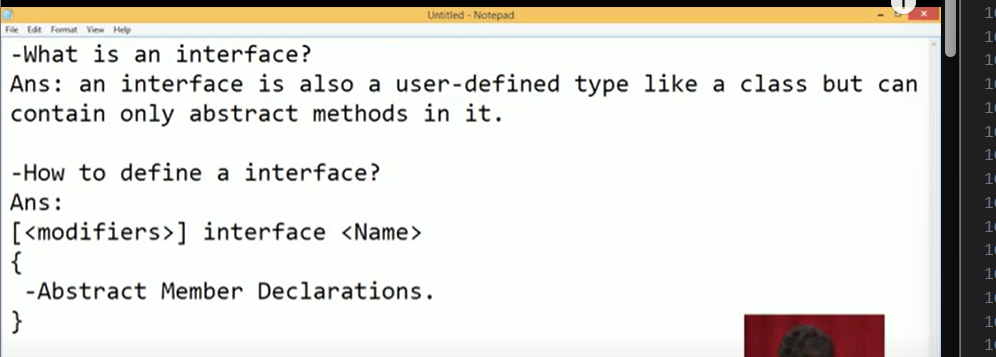 Untitled - Notepad
File Edit Format View Help
-What is an interface?
Ans: an interface is also a user-defined type like a class but can
contain only abstract methods in it.
-How to define a interface?
Ans:
[<modifiers>] interface <Name>
{
-Abstract Member Declarations.
}